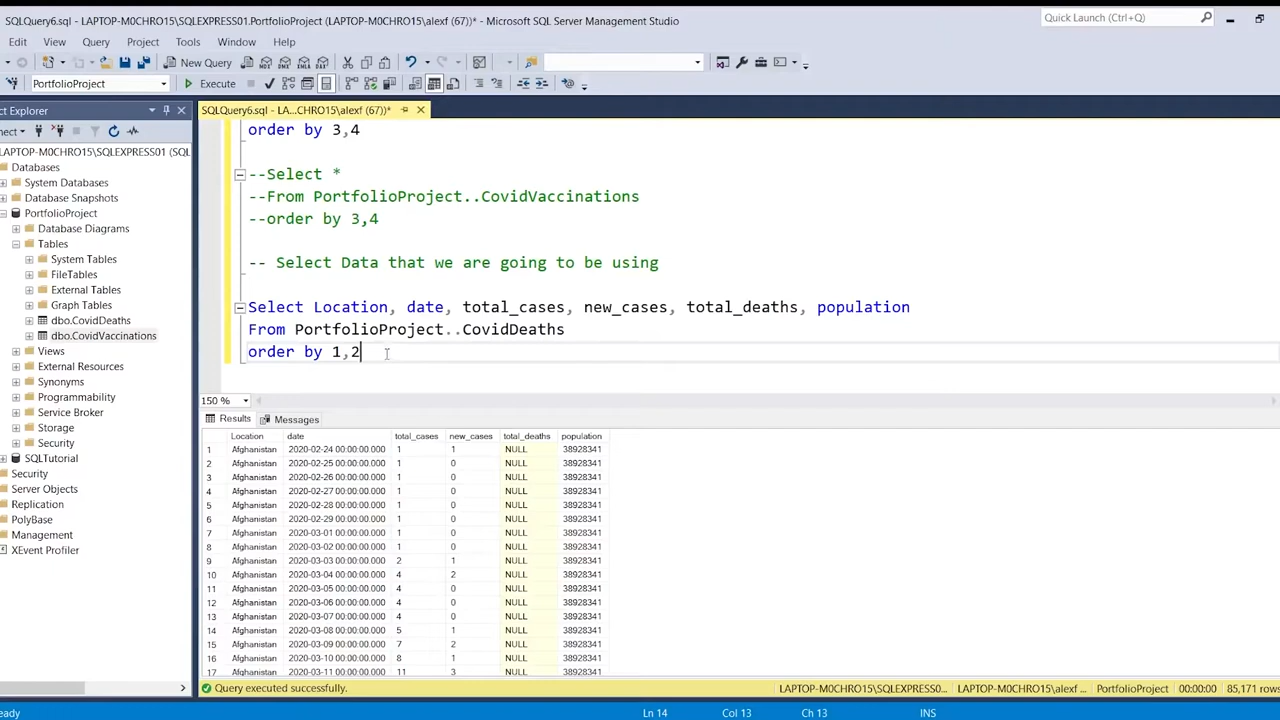 SQLQuery6.sql - LAPTOP-M0CHRO15\SQLEXPRESS01.PortfolioProject (LAPTOP-M0CHRO15\alexf (67))* - Microsoft SQL Server Management Studio
Quick Launch (Ctrl+Q)
Edit View Query Project Tools Window Help
New Query
PortfolioProject Execute
ct Explorer
SQLQuery6.sql - LA...CHRO15\alexf (67))*
nect
LAPTOP-M0CHRO15\SQLEXPRESS01 (SQL
Databases
System Databases
Database Snapshots
PortfolioProject
Database Diagrams
Tables
System Tables
FileTables
External Tables
Graph Tables
dbo.CovidDeaths
dbo.CovidVaccinations
Views
External Resources
Synonyms
Programmability
Service Broker
Storage
Security
SQLTutorial
Security
Server Objects
Replication
PolyBase
Management
XEvent Profiler
order by 3,4
--Select *
--From PortfolioProject..CovidVaccinations
--order by 3,4
-- Select Data that we are going to be using
Select Location, date, total_cases, new_cases, total_deaths, population
From PortfolioProject..CovidDeaths
order by 1,2
150 %
Results Messages
Location date total_cases new_cases total_deaths population
1 Afghanistan 2020-02-24 00:00:00.000 1 1 NULL 38928341
2 Afghanistan 2020-02-25 00:00:00.000 1 0 NULL 38928341
3 Afghanistan 2020-02-26 00:00:00.000 1 0 NULL 38928341
4 Afghanistan 2020-02-27 00:00:00.000 1 0 NULL 38928341
5 Afghanistan 2020-02-28 00:00:00.000 1 0 NULL 38928341
6 Afghanistan 2020-02-29 00:00:00.000 1 0 NULL 38928341
7 Afghanistan 2020-03-01 00:00:00.000 1 0 NULL 38928341
8 Afghanistan 2020-03-02 00:00:00.000 1 0 NULL 38928341
9 Afghanistan 2020-03-03 00:00:00.000 2 1 NULL 38928341
10 Afghanistan 2020-03-04 00:00:00.000 4 2 NULL 38928341
11 Afghanistan 2020-03-05 00:00:00.000 4 0 NULL 38928341
12 Afghanistan 2020-03-06 00:00:00.000 4 0 NULL 38928341
13 Afghanistan 2020-03-07 00:00:00.000 4 0 NULL 38928341
14 Afghanistan 2020-03-08 00:00:00.000 5 1 NULL 38928341
15 Afghanistan 2020-03-09 00:00:00.000 7 2 NULL 38928341
16 Afghanistan 2020-03-10 00:00:00.000 8 1 NULL 38928341
17 Afghanistan 2020-03-11 00:00:00.000 11 3 NULL 38928341
Query executed successfully. LAPTOP-M0CHRO15\SQLEXPRESS0... LAPTOP-M0CHRO15\alexf ... PortfolioProject 00:00:00 85,171 rows
eady Ln 14 Col 13 Ch 13 INS